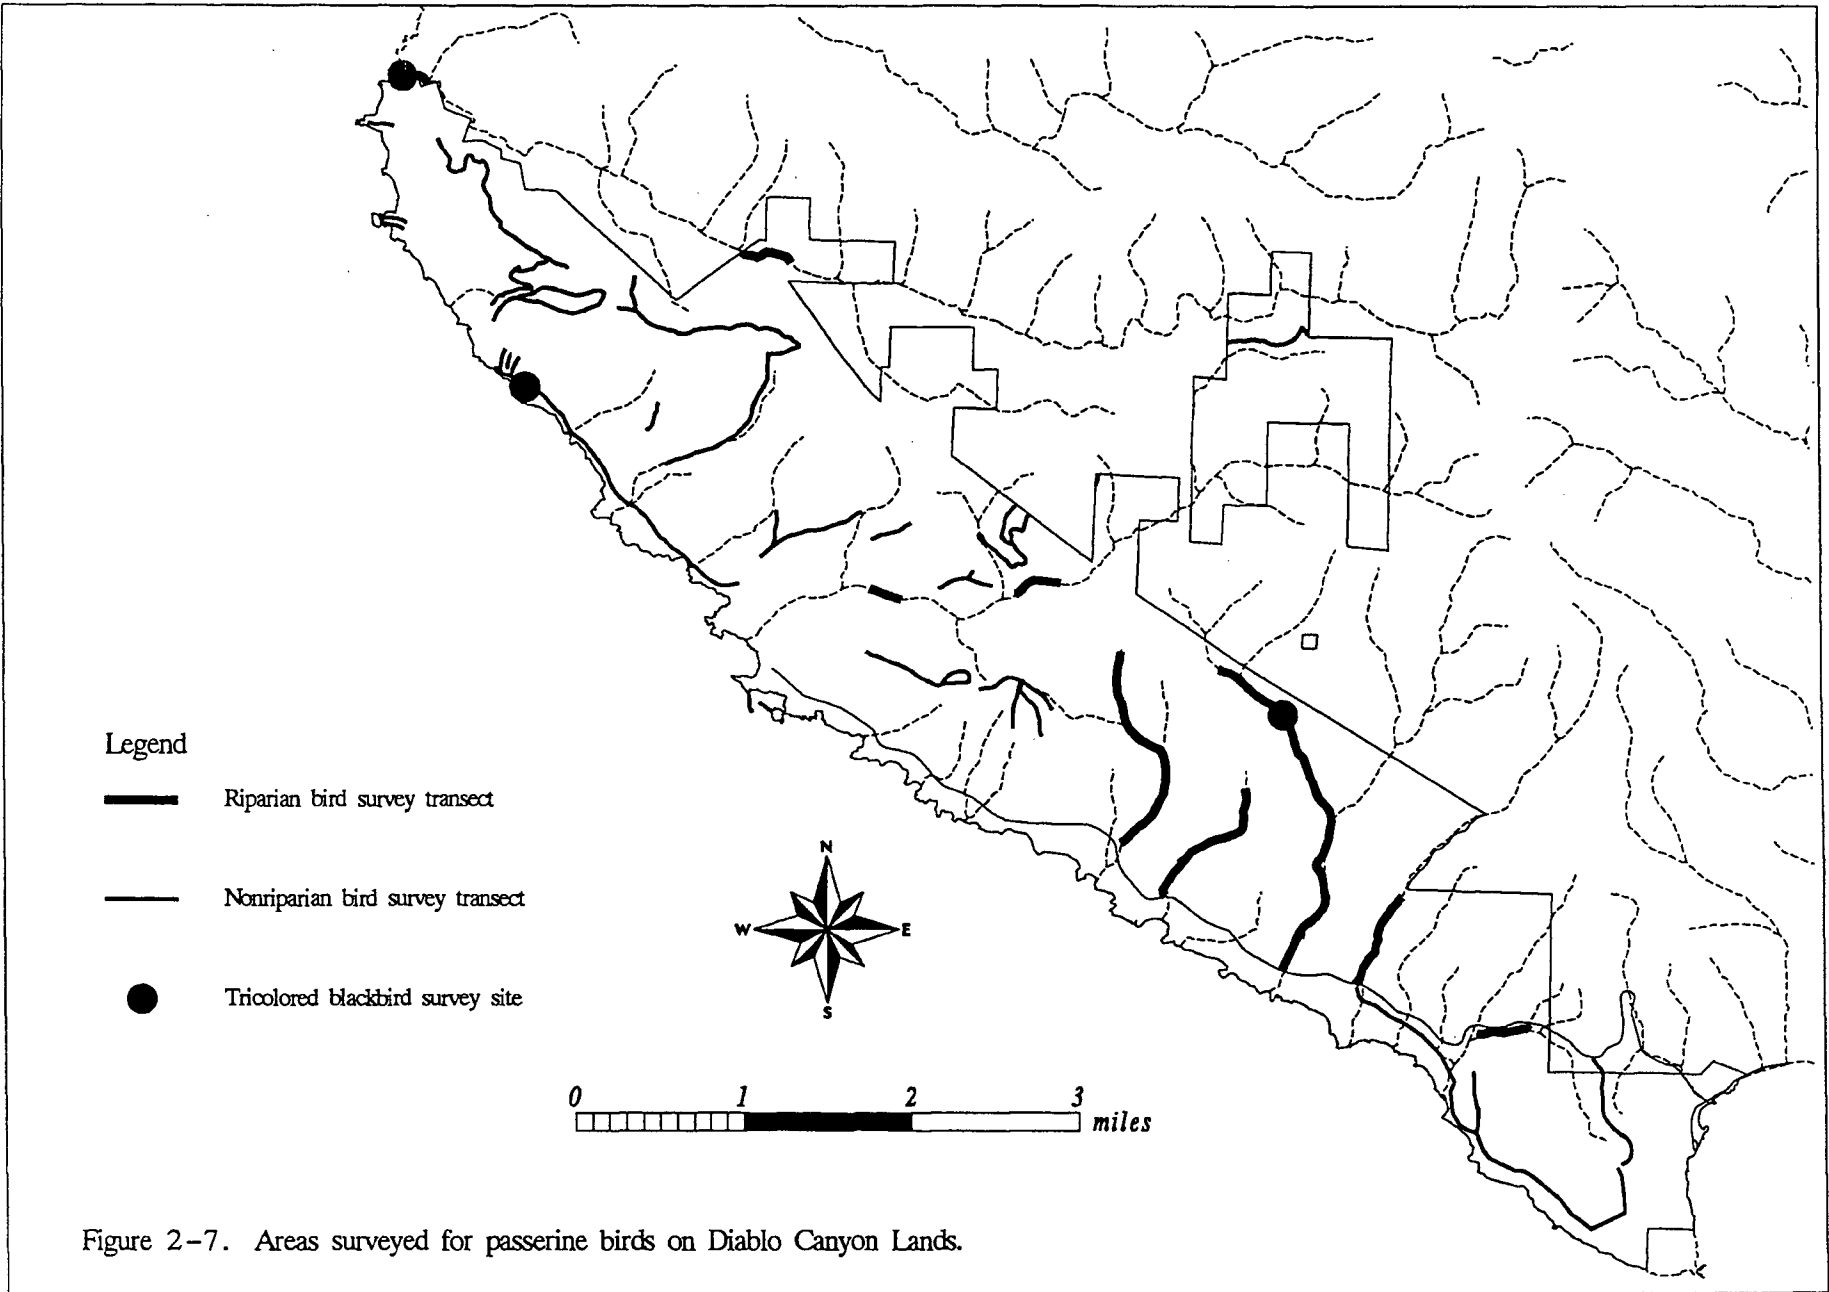 Legend
Riparian bird survey transect
Nonriparian bird survey transect
Tricolored blackbird survey site
N
W E
S
0 1 2 3
miles
Figure 2-7. Areas surveyed for passerine birds on Diablo Canyon Lands.